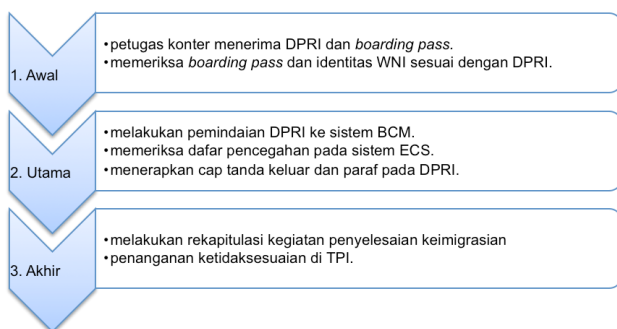 1. Awal
•petugas konter menerima DPRI dan boarding pass.
•memeriksa boarding pass dan identitas WNI sesuai dengan DPRI.
2. Utama
•melakukan pemindaian DPRI ke sistem BCM.
•memeriksa dafar pencegahan pada sistem ECS.
•menerapkan cap tanda keluar dan paraf pada DPRI.
3. Akhir
•melakukan rekapitulasi kegiatan penyelesaian keimigrasian
•penanganan ketidaksesuaian di TPI.